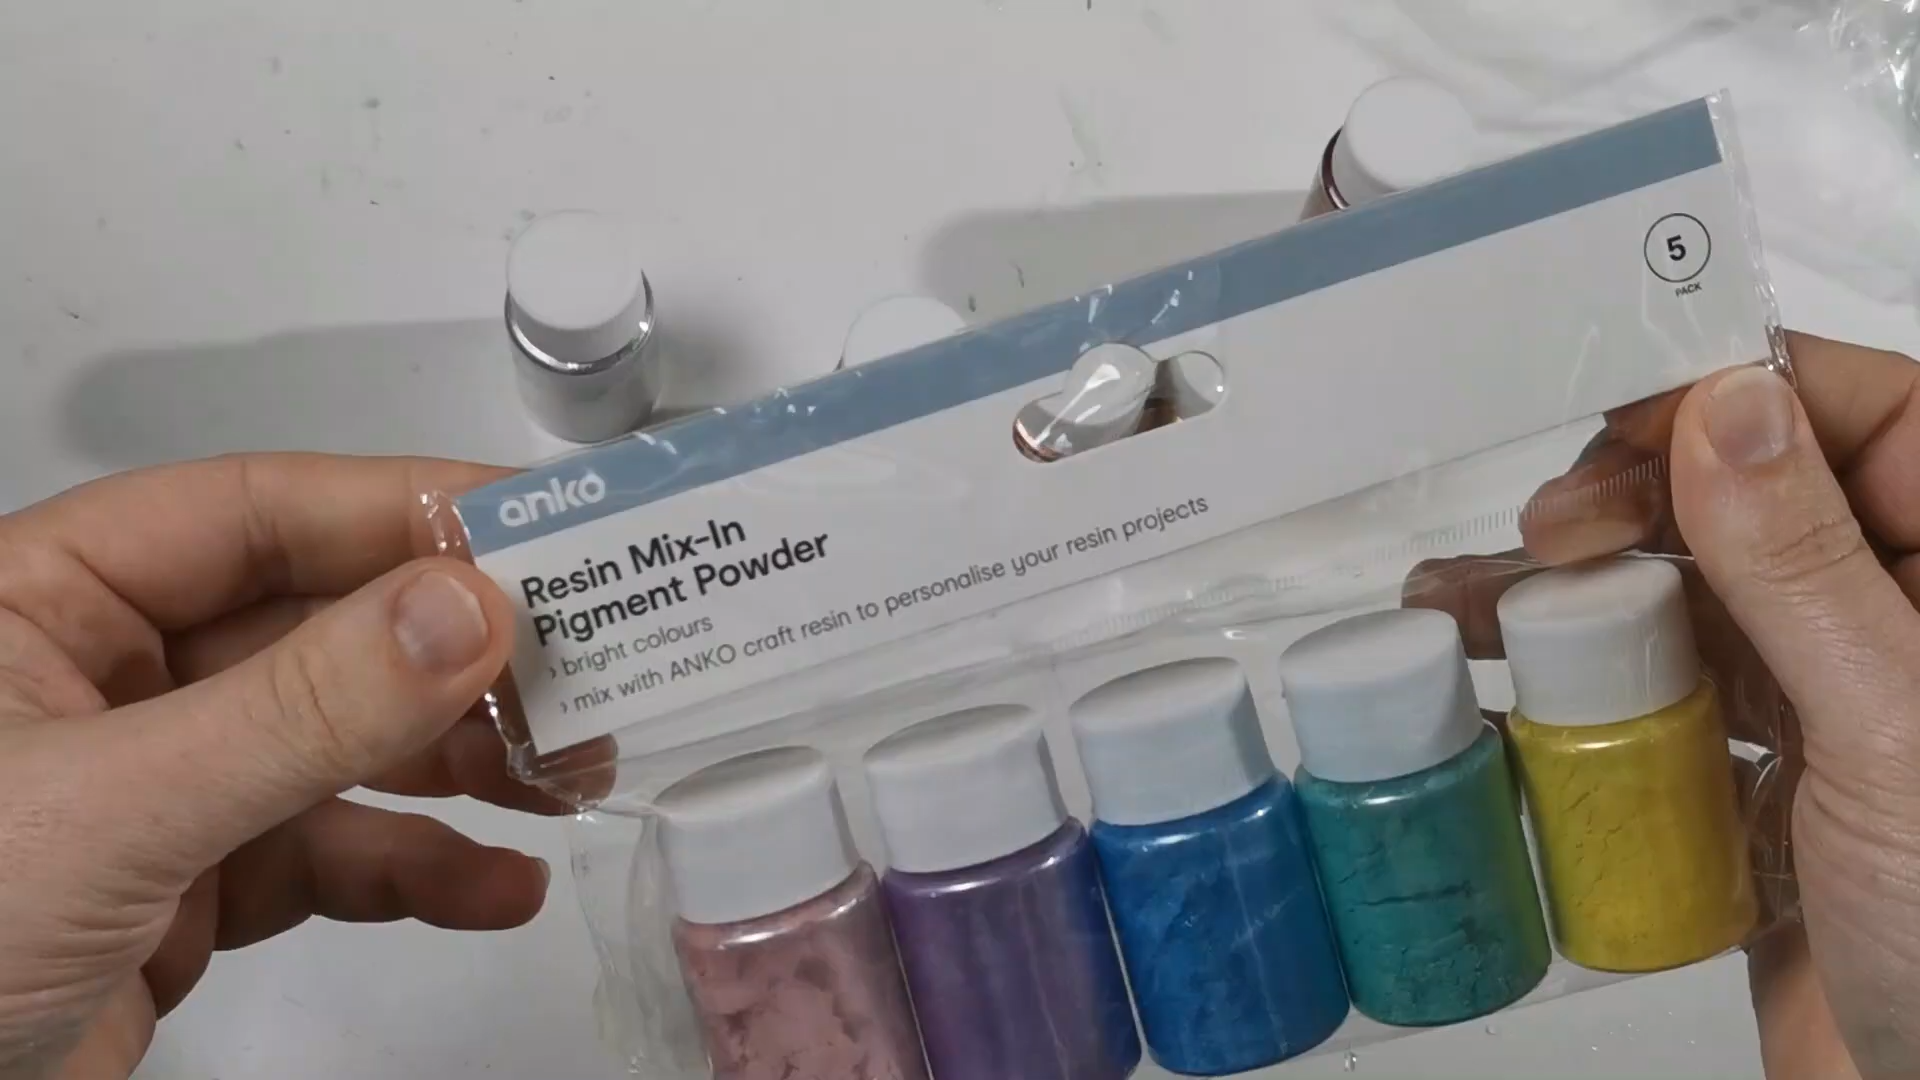 anko
Resin Mix-In
Pigment Powder
› bright colours
› mix with ANKO craft resin to personalise your resin projects
5
PACK